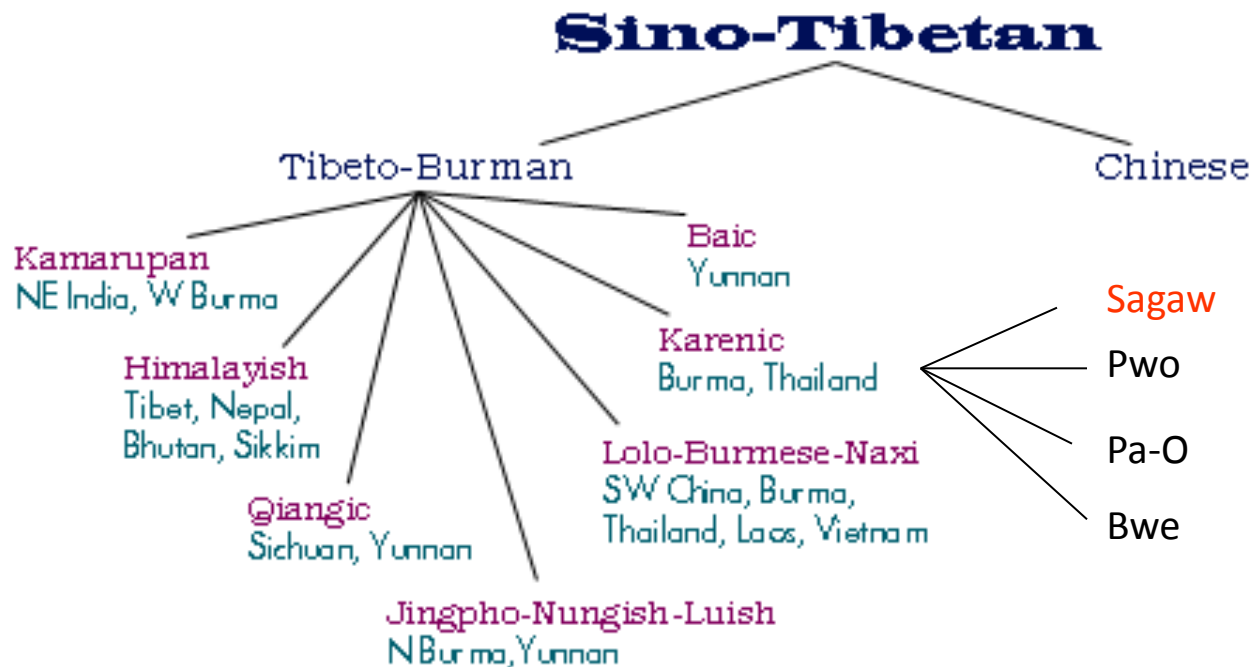 Sino-Tibetan
Tibeto-Burman
Chinese
Kamarupan
NE India, W Burma
Himalayish
Tibet, Nepal,
Bhutan, Sikkim
Qiangic
Sichuan, Yunnan
Jingpho-Nungish-Luish
N Burma, Yunnan
Lolo-Burmese-Naxi
SW China, Burma,
Thailand, Laos, Vietnam
Karenic
Burma, Thailand
Baic
Yunnan
Sagaw
Pwo
Pa-O
Bwe